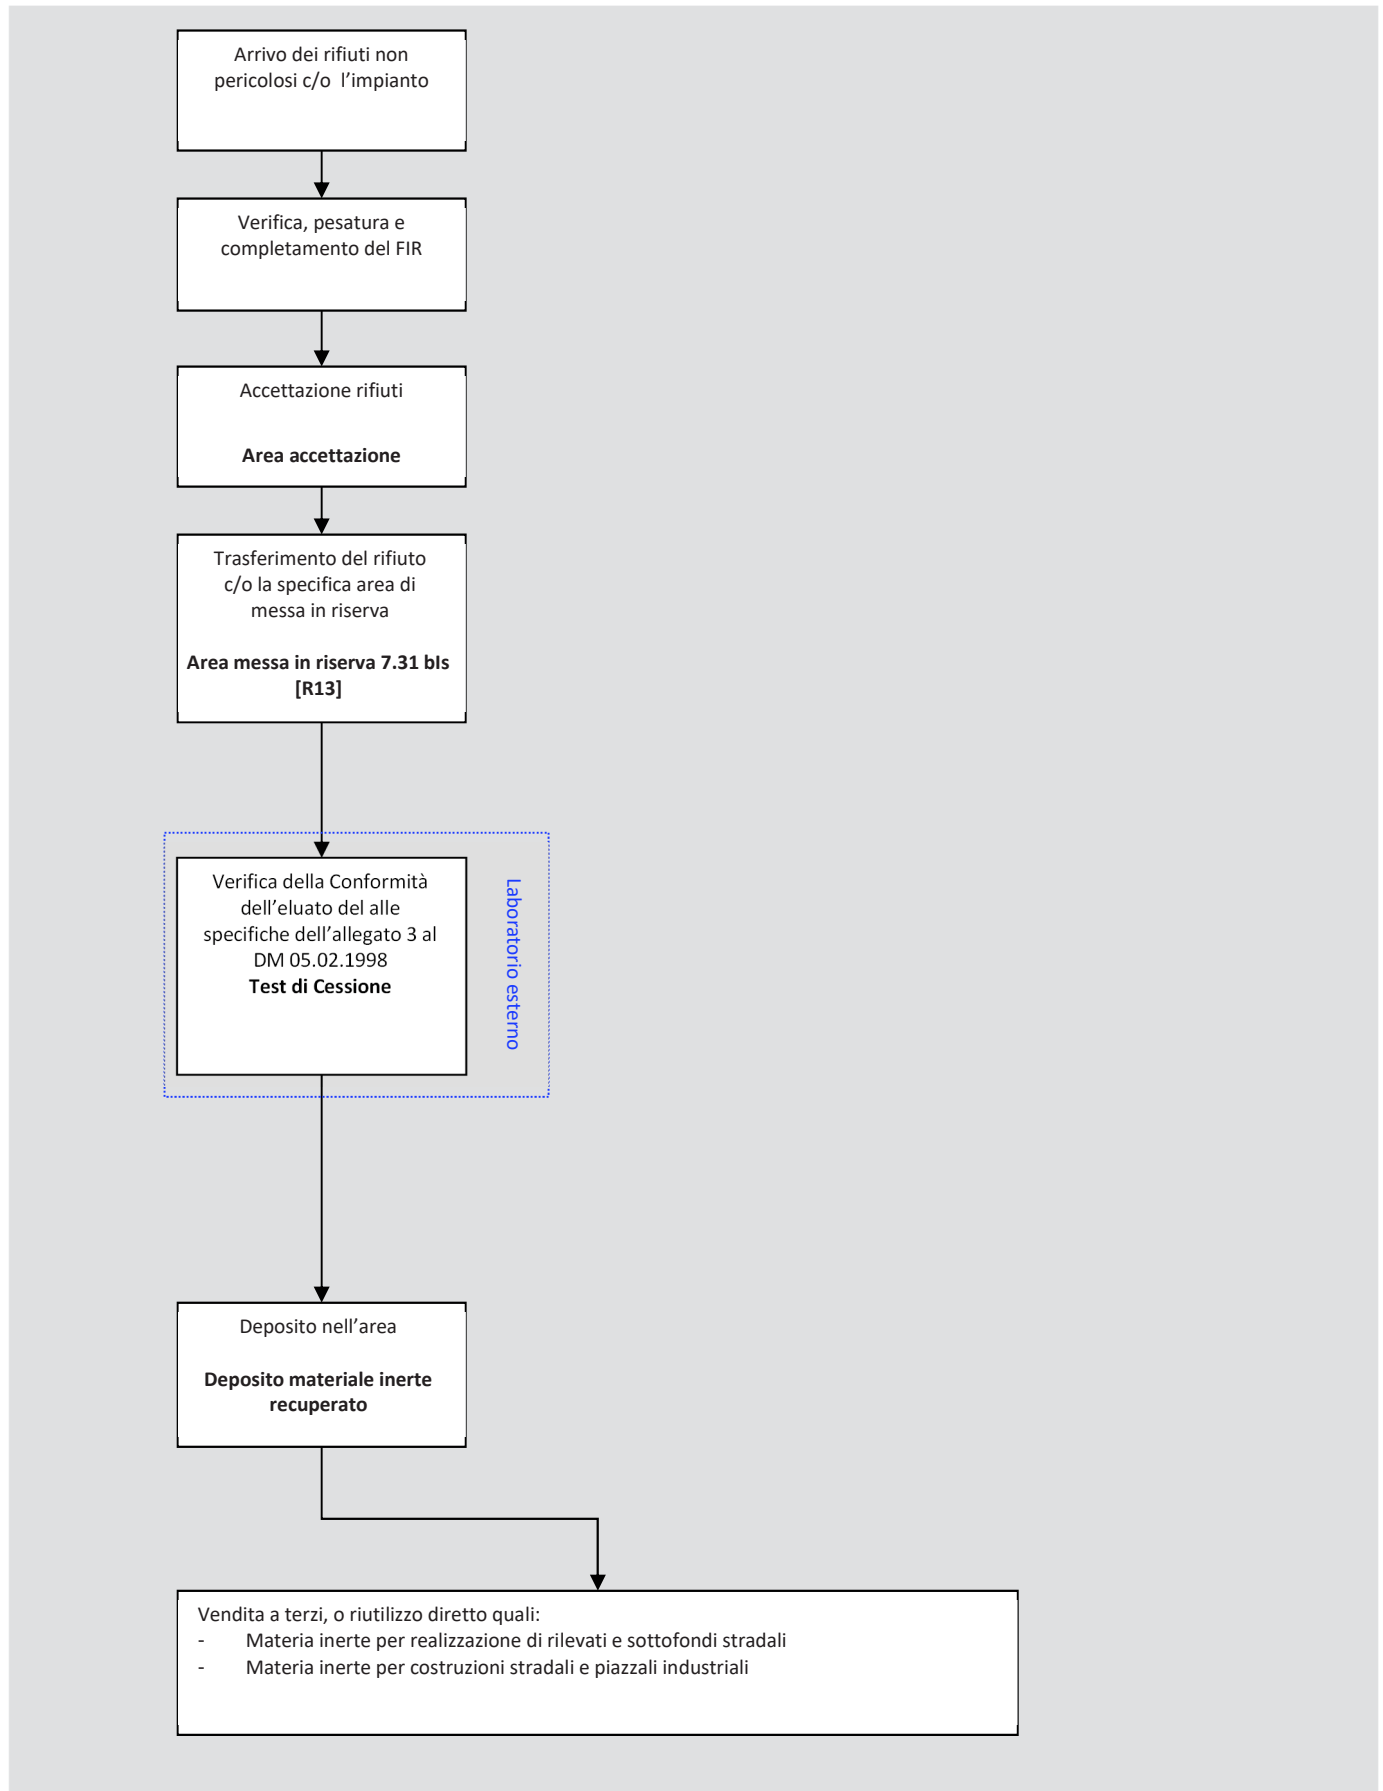 Arrivo dei rifiuti non
pericolosi c/o l'impianto
Verifica, pesatura e
completamento del FIR
Accettazione rifiuti
Area accettazione
Trasferimento del rifiuto
c/o la specifica area di
messa in riserva
Area messa in riserva 7.31 bIs
[R13]
Verifica della Conformità
dell'eluato del alle
specifiche dell'allegato 3 al
DM 05.02.1998
Test di Cessione
Laboratorio esterno
Deposito nell'area
Deposito materiale inerte
recuperato
Vendita a terzi, o riutilizzo diretto quali:
- Materia inerte per realizzazione di rilevati e sottofondi stradali
- Materia inerte per costruzioni stradali e piazzali industriali